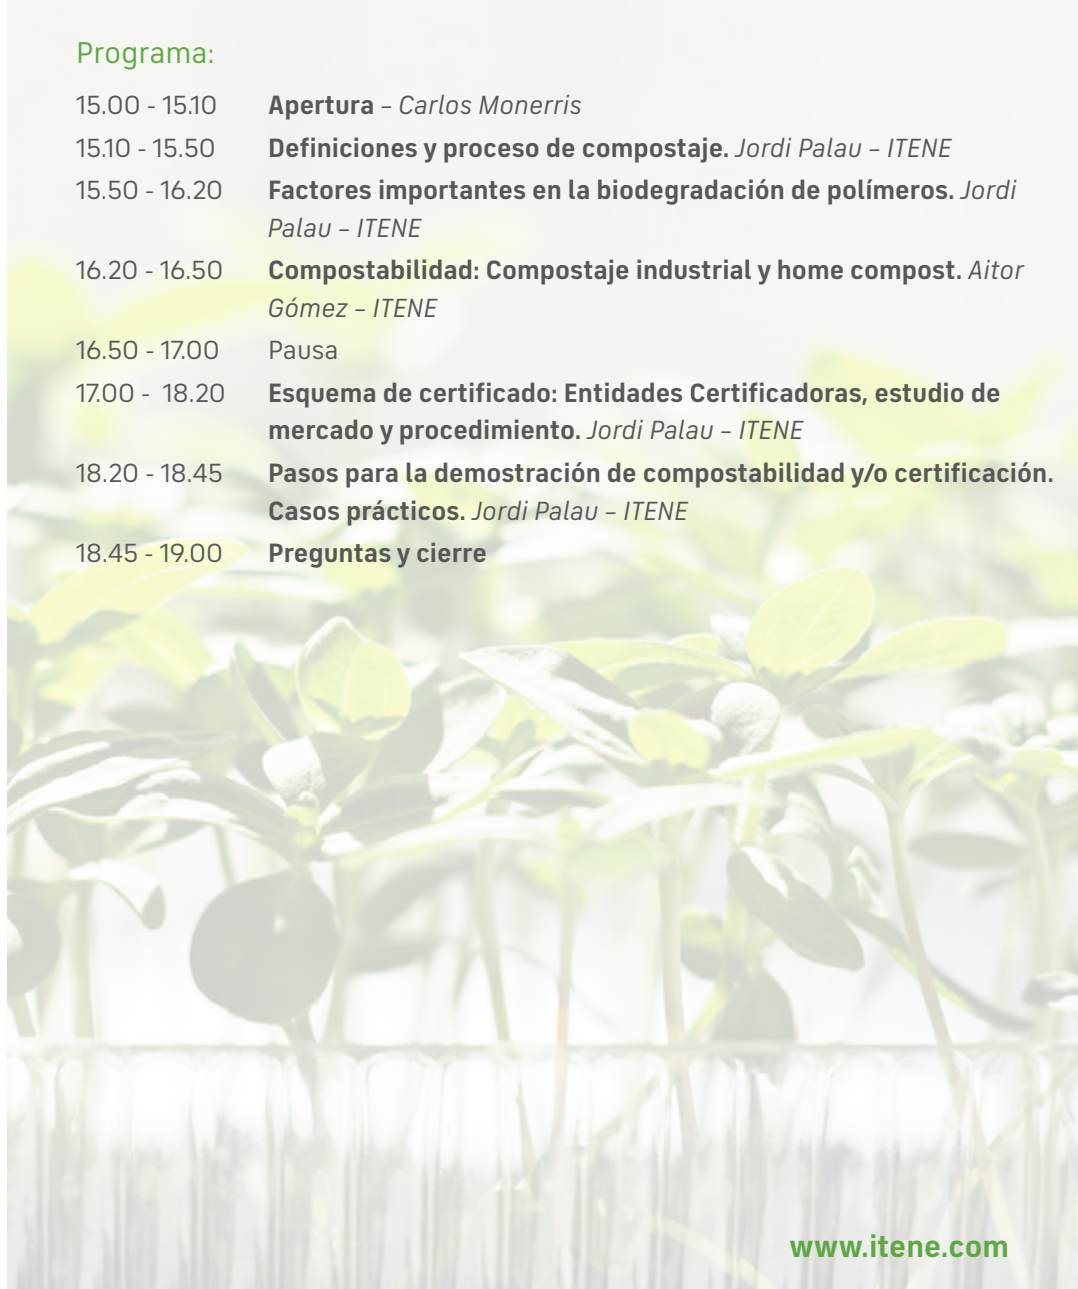 Programa:
15.00 - 15.10 Apertura – Carlos Monerris
15.10 - 15.50 Definiciones y proceso de compostaje. Jordi Palau – ITENE
15.50 - 16.20 Factores importantes en la biodegradación de polímeros. Jordi
Palau – ITENE
16.20 - 16.50 Compostabilidad: Compostaje industrial y home compost. Aitor
Gómez – ITENE
16.50 - 17.00 Pausa
17.00 - 18.20 Esquema de certificado: Entidades Certificadoras, estudio de
mercado y procedimiento. Jordi Palau – ITENE
18.20 - 18.45 Pasos para la demostración de compostabilidad y/o certificación.
Casos prácticos. Jordi Palau – ITENE
18.45 - 19.00 Preguntas y cierre
www.itene.com